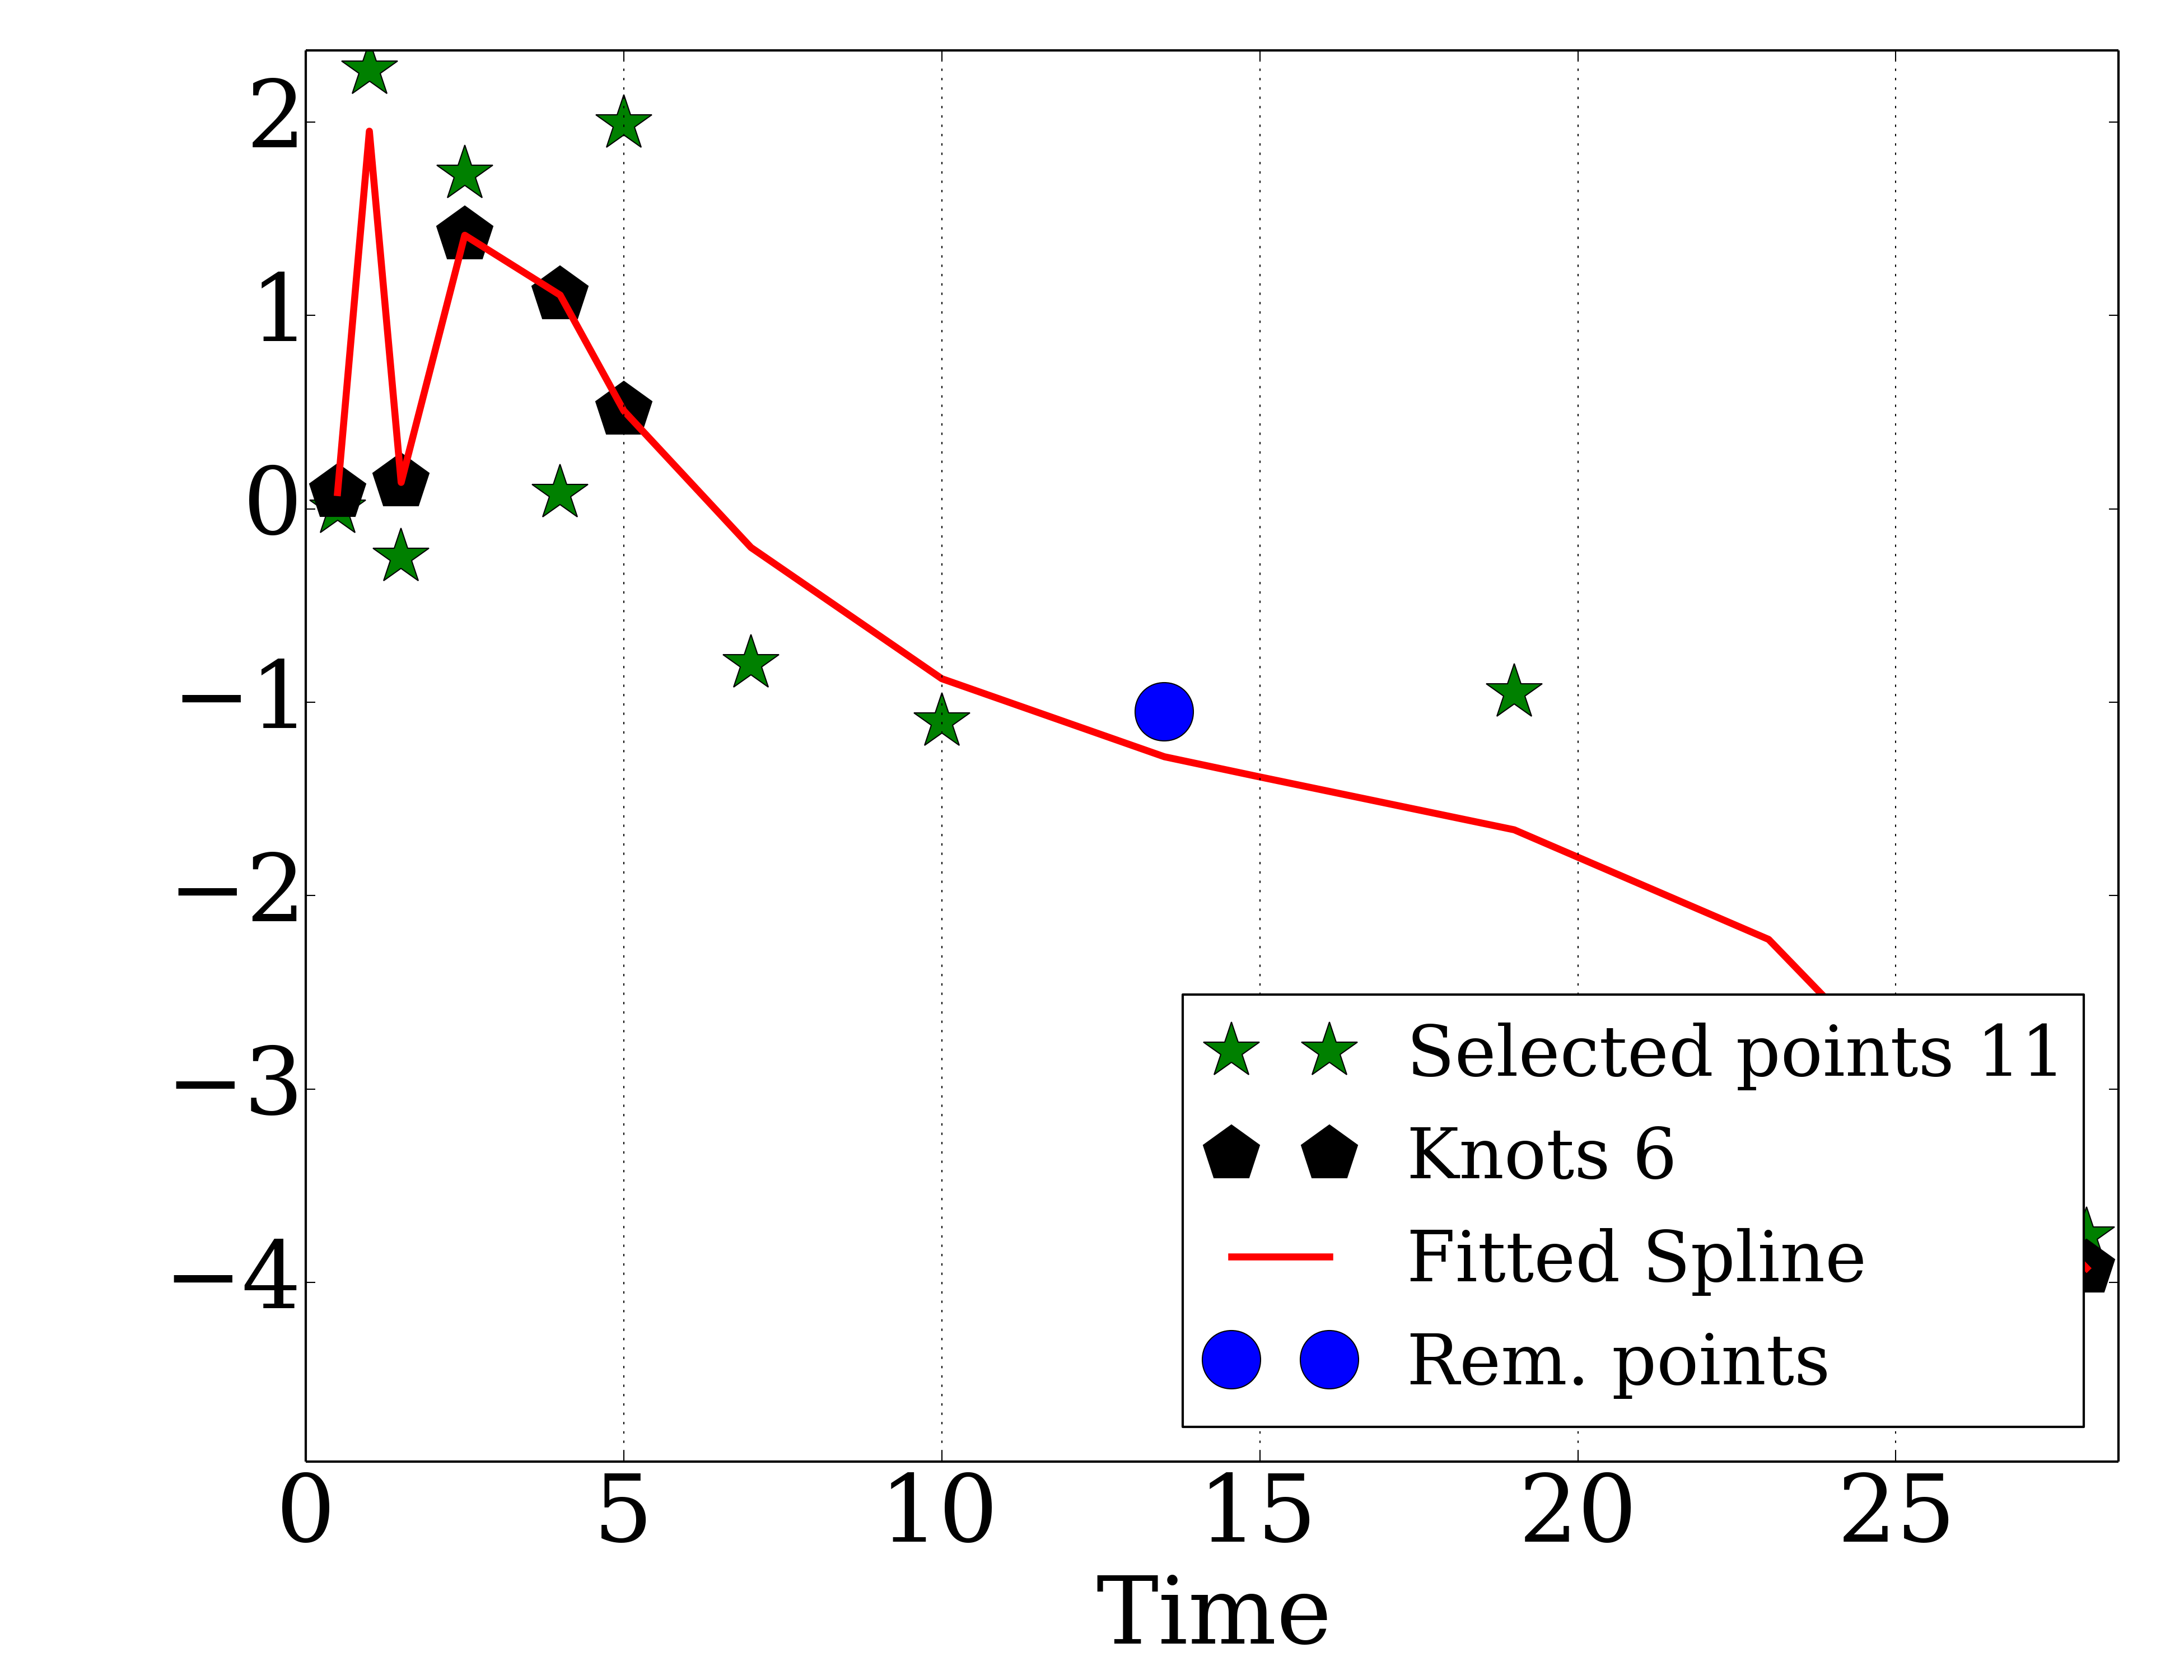 2
1
0
−1
−2
−3
−4
Selected points 11
Knots 6
Fitted Spline
Rem. points
0 5 10 15 20 25
Time